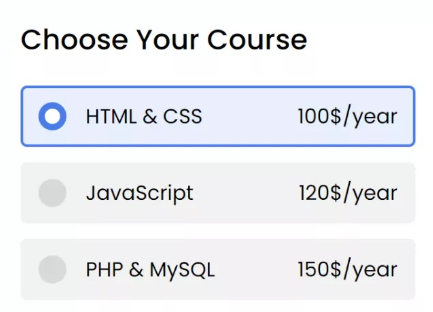 Choose Your Course
HTML & CSS 100$/year
JavaScript 120$/year
PHP & MySQL 150$/year